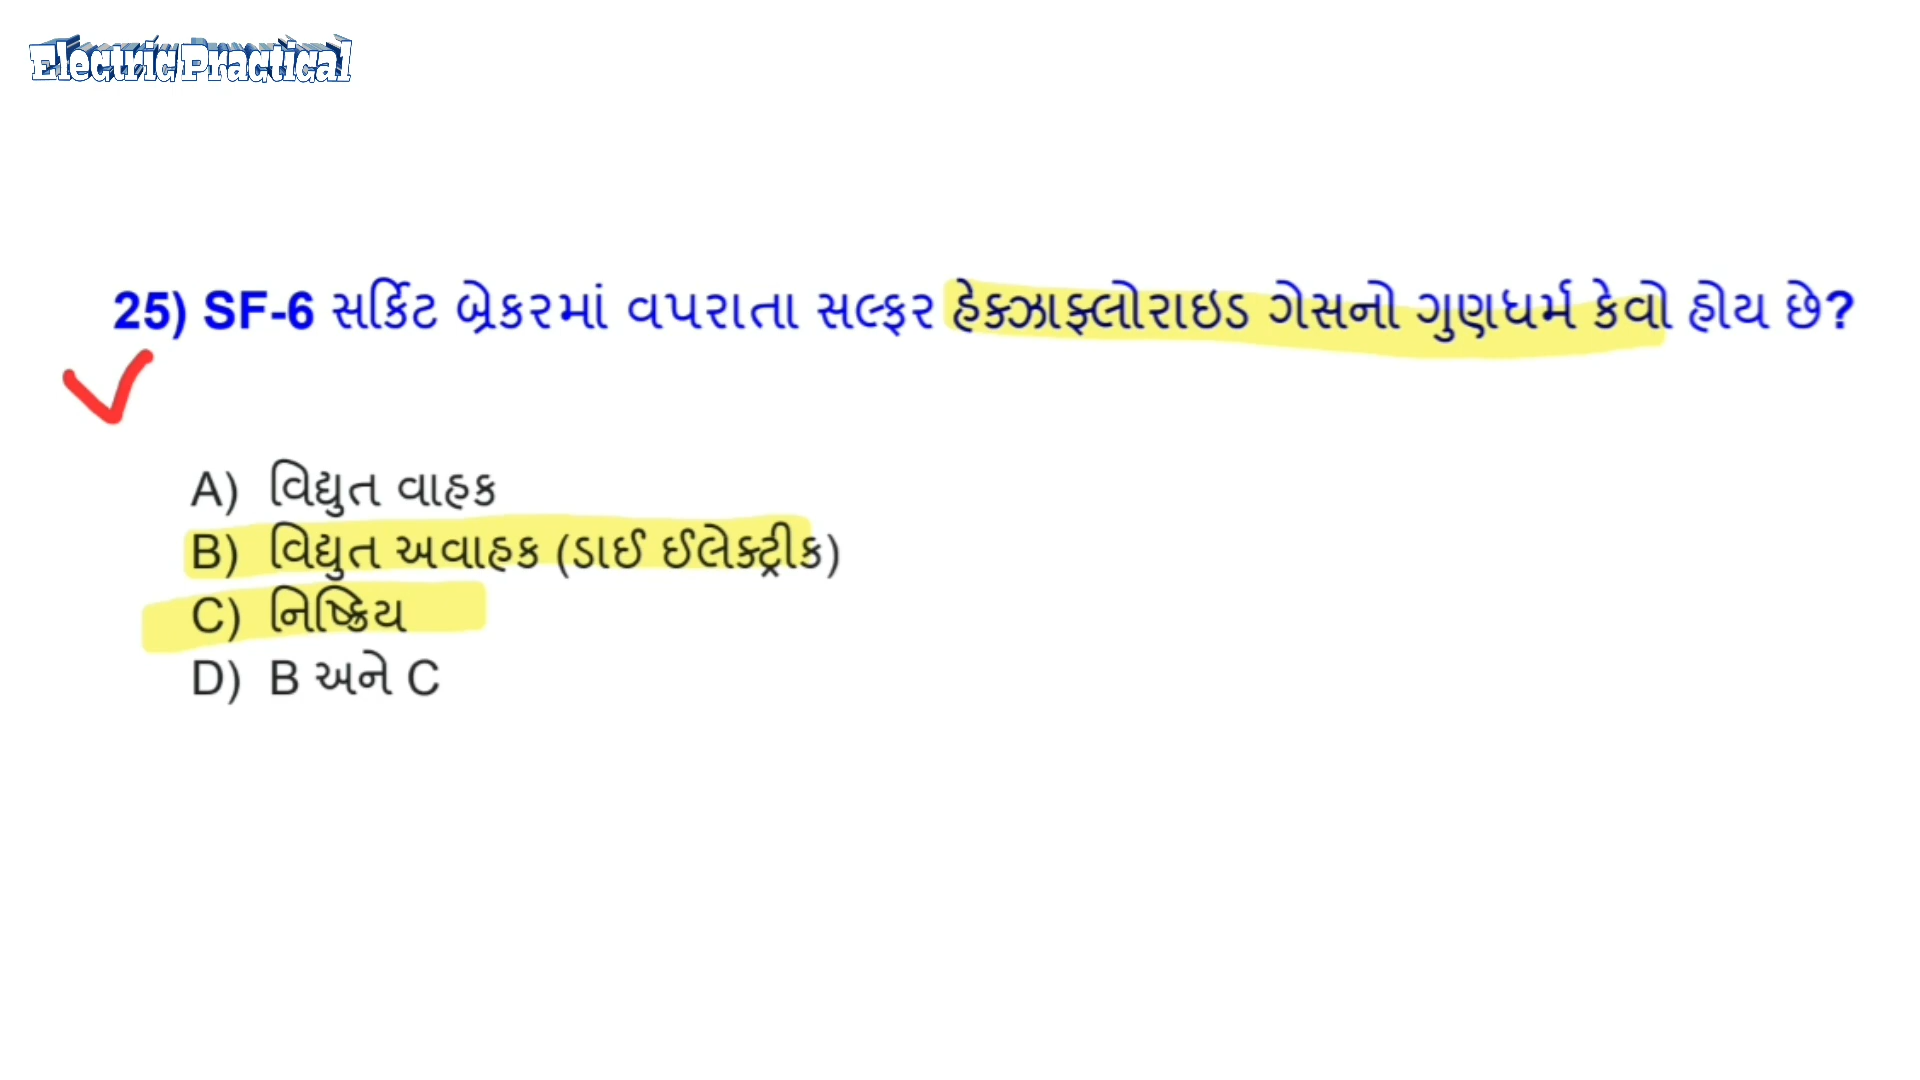 Electric Practical
25) SF-6 સર્કિટ બ્રેકરમાં વપરાતા સલ્ફર હેક્ઝાફ્લોરાઇડ ગેસનો ગુણધર્મ કેવો હોય છે?
A) વિદ્યુત વાહક
B) વિદ્યુત અવાહક (ડાઈ ઈલેક્ટ્રીક)
C) નિષ્ક્રિય
D) B અને C